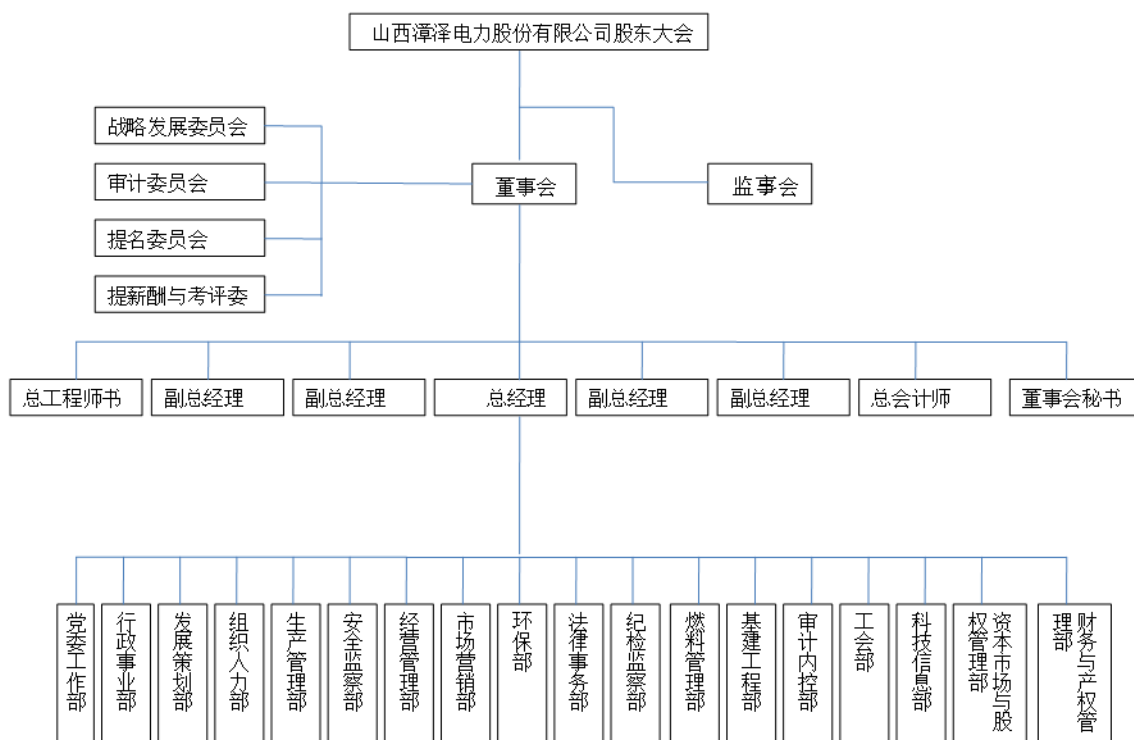 山西漳泽电力股份有限公司股东大会
战略发展委员会
审计委员会
董事会
监事会
提名委员会
提薪酬与考评委
总工程师书
副总经理
副总经理
总经理
副总经理
副总经理
总会计师
董事会秘书
党委工作部
行政事业部
发展策划部
组织人力部
生产管理部
安全监察部
经营管理部
市场营销部
环保部
法律事务部
纪检监察部
燃料管理部
基建工程部
审计内控部
工会部
科技信息部
资本市场与股
权管理部
财务与产权管
理部